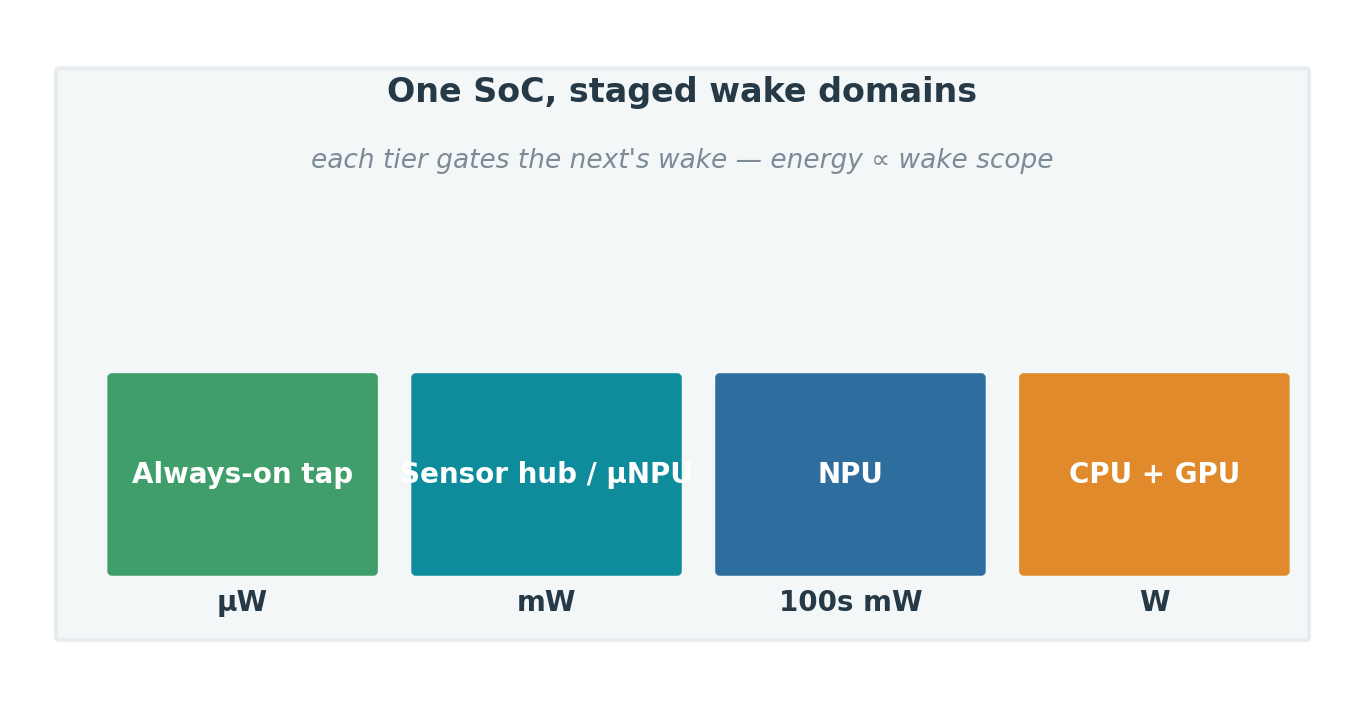 One SoC, staged wake domains
each tier gates the next's wake — energy ∝ wake scope
Always-on tap
Sensor hub / µNPU
NPU
CPU + GPU
µW
mW
100s mW
W